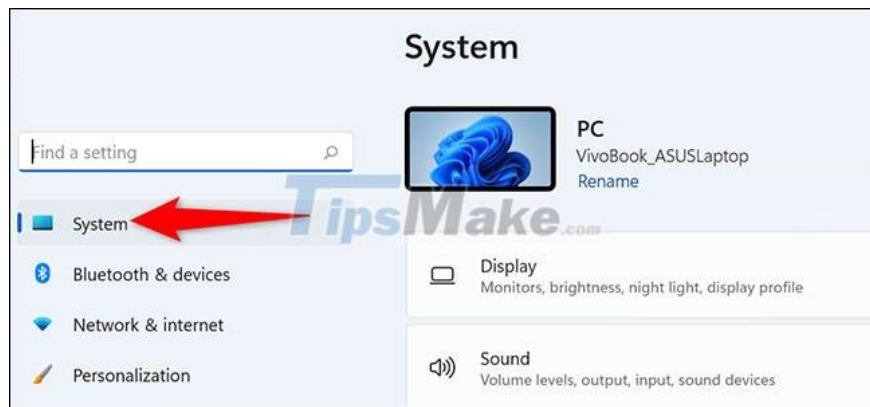 System
Find a setting
PC
VivoBook_ASUSLaptop
Rename
System
Bluetooth & devices
Network & internet
Personalization
TipsMake.com
Display
Monitors, brightness, night light, display profile
Sound
Volume levels, output, input, sound devices